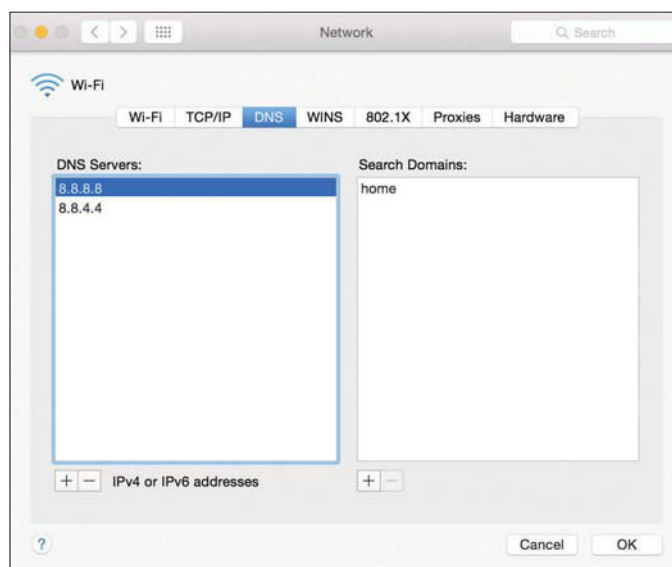 Network
Search
Wi-Fi
Wi-Fi TCP/IP DNS WINS 802.1X Proxies Hardware
DNS Servers:
8.8.8.8
8.8.4.4
+ − IPv4 or IPv6 addresses
Search Domains:
home
+ −
?
Cancel OK